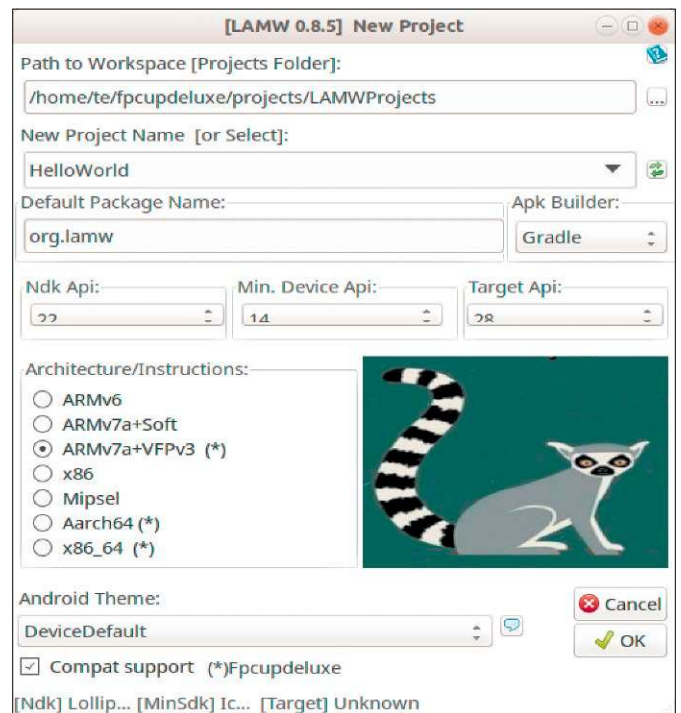 [LAMW 0.8.5] New Project
Path to Workspace [Projects Folder]:
/home/te/fpcupdeluxe/projects/LAMWProjects
...
New Project Name [or Select]:
HelloWorld
Default Package Name:
Apk Builder:
org.lamw
Gradle
Ndk Api:
Min. Device Api:
Target Api:
22
14
28
Architecture/Instructions:
ARMv6
ARMv7a+Soft
ARMv7a+VFPv3 (*)
x86
Mipsel
Aarch64 (*)
x86_64 (*)
Android Theme:
Cancel
DeviceDefault
OK
Compat support (*)Fpcupdeluxe
[Ndk] Lollip... [MinSdk] Ic... [Target] Unknown